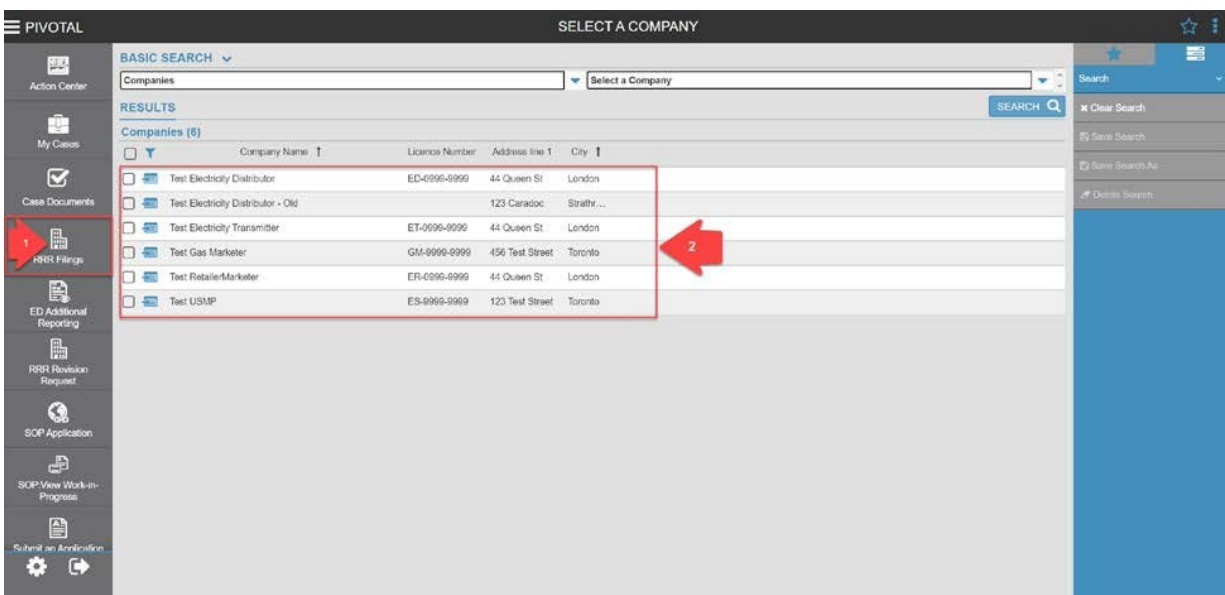 PIVOTAL
SELECT A COMPANY
Action Center
My Cases
Case Documents
1
RRR Filings
ED Additional
Reporting
RRR Revision
Request
SOP Application
SOP:View Work-in-
Progress
Submit an Application
BASIC SEARCH
Companies
Select a Company
RESULTS
SEARCH
Companies (6)
Company Name Licence Number Address line 1 City
Test Electricity Distributor ED-0999-9999 44 Queen St London
Test Electricity Distributor - Old 123 Caradoc Strathr...
Test Electricity Transmitter ET-0999-9999 44 Queen St London
Test Gas Marketer GM-9999-9999 456 Test Street Toronto
Test RetailerMarketer ER-0999-9999 44 Queen St London
Test USMP ES-9999-9999 123 Test Street Toronto
2
Search
Clear Search
Save Search
Save Search As
Delete Search